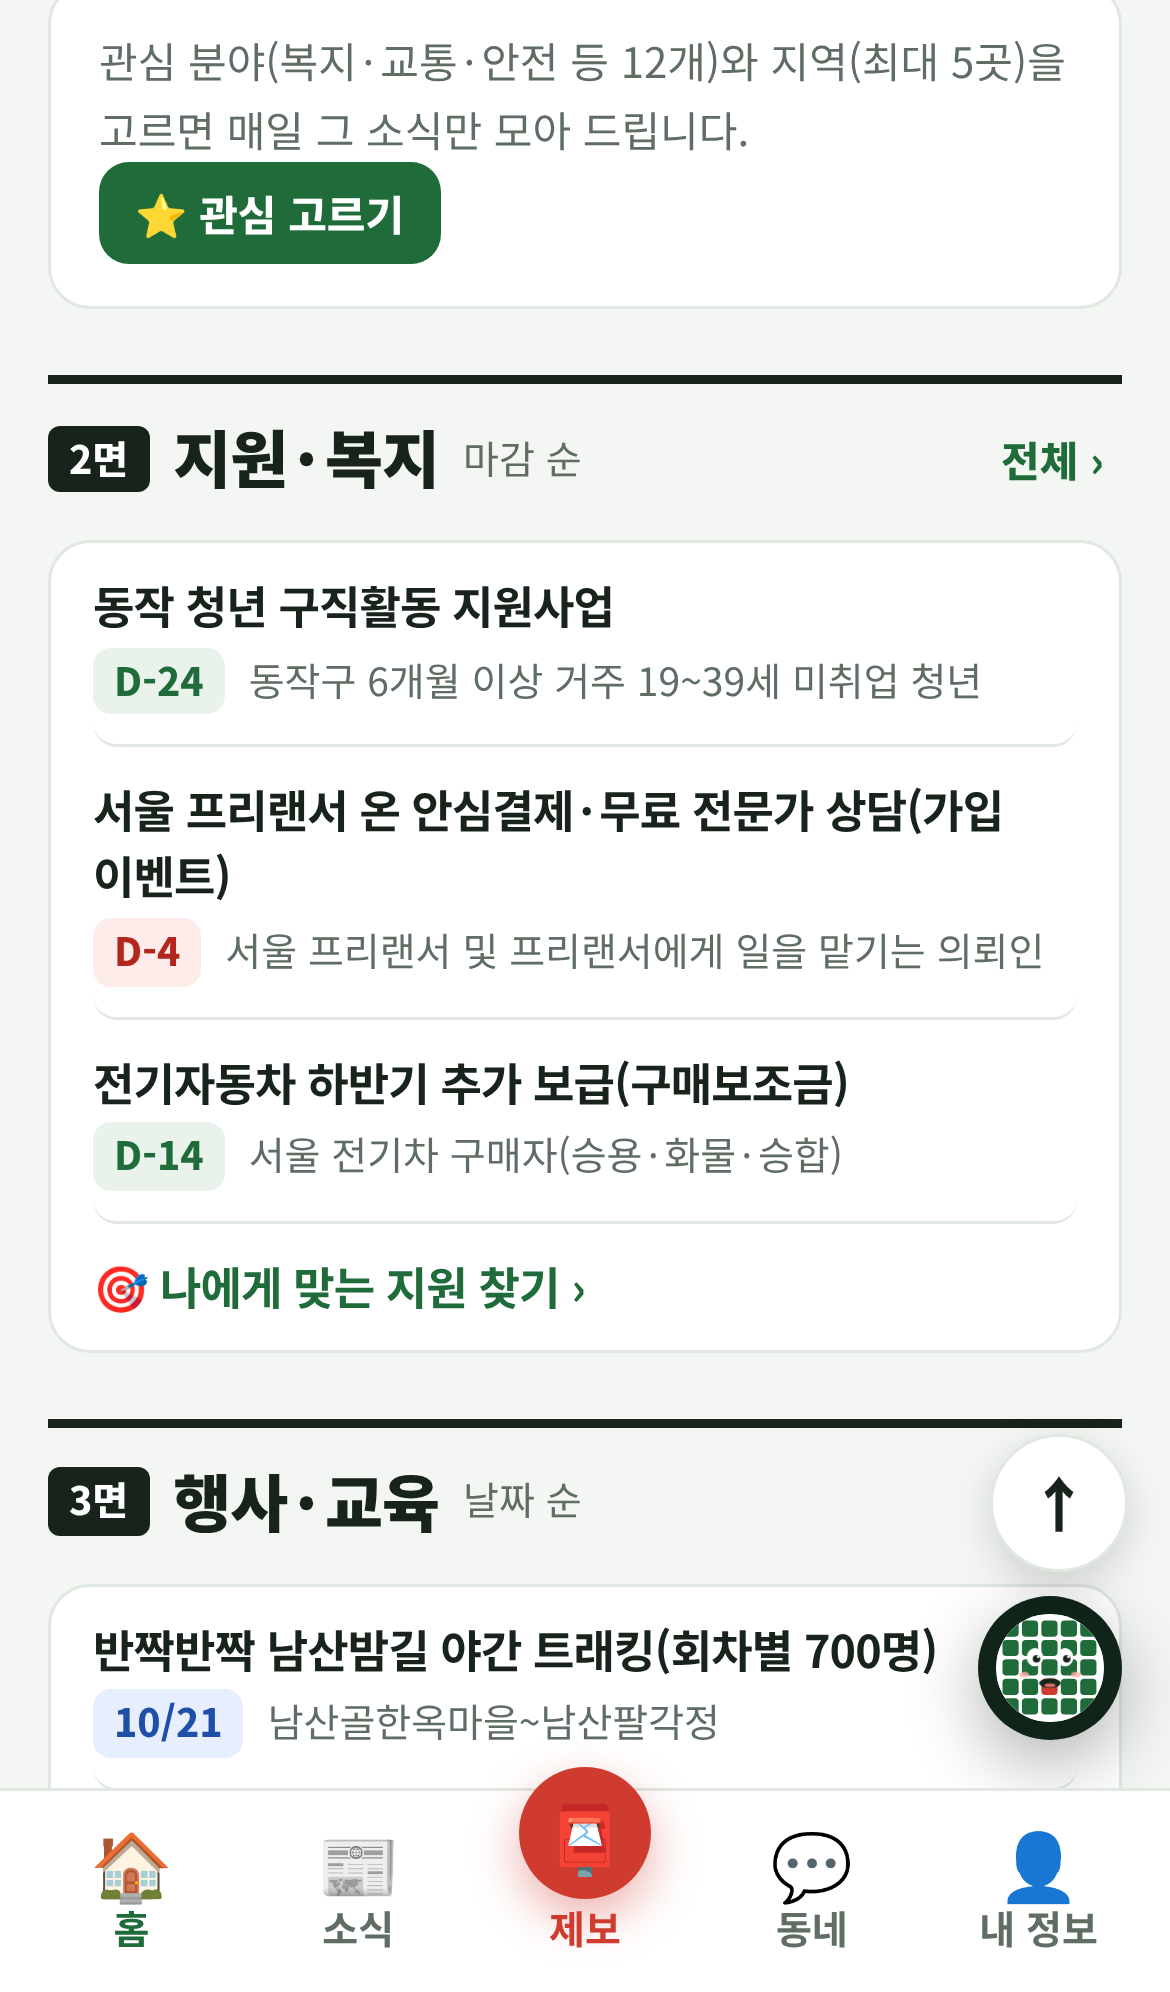 관심 분야(복지·교통·안전 등 12개)와 지역(최대 5곳)을
고르면 매일 그 소식만 모아 드립니다.
⭐ 관심 고르기
2면 지원·복지 마감 순 전체 ›
동작 청년 구직활동 지원사업
D-24 동작구 6개월 이상 거주 19~39세 미취업 청년
서울 프리랜서 온 안심결제·무료 전문가 상담(가입
이벤트)
D-4 서울 프리랜서 및 프리랜서에게 일을 맡기는 의뢰인
전기자동차 하반기 추가 보급(구매보조금)
D-14 서울 전기차 구매자(승용·화물·승합)
🎯 나에게 맞는 지원 찾기 ›
3면 행사·교육 날짜 순
↑
반짝반짝 남산밤길 야간 트래킹(회차별 700명)
10/21 남산골한옥마을~남산팔각정
홈 소식 제보 동네 내 정보